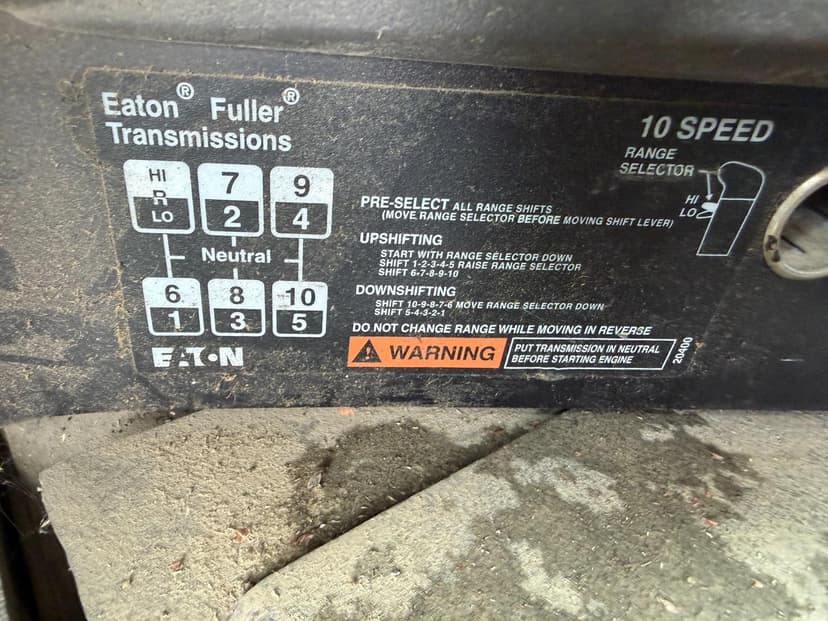 Eaton® Fuller®
Transmissions
10 SPEED
RANGE
SELECTOR
HI
LO
HI
R
LO
7
2
9
4
Neutral
6
1
8
3
10
5
EATON
PRE-SELECT ALL RANGE SHIFTS
(MOVE RANGE SELECTOR BEFORE MOVING SHIFT LEVER)
UPSHIFTING
START WITH RANGE SELECTOR DOWN
SHIFT 1-2-3-4-5 RAISE RANGE SELECTOR
SHIFT 6-7-8-9-10
DOWNSHIFTING
SHIFT 10-9-8-7-6 MOVE RANGE SELECTOR DOWN
SHIFT 5-4-3-2-1
DO NOT CHANGE RANGE WHILE MOVING IN REVERSE
WARNING
PUT TRANSMISSION IN NEUTRAL
BEFORE STARTING ENGINE
20400